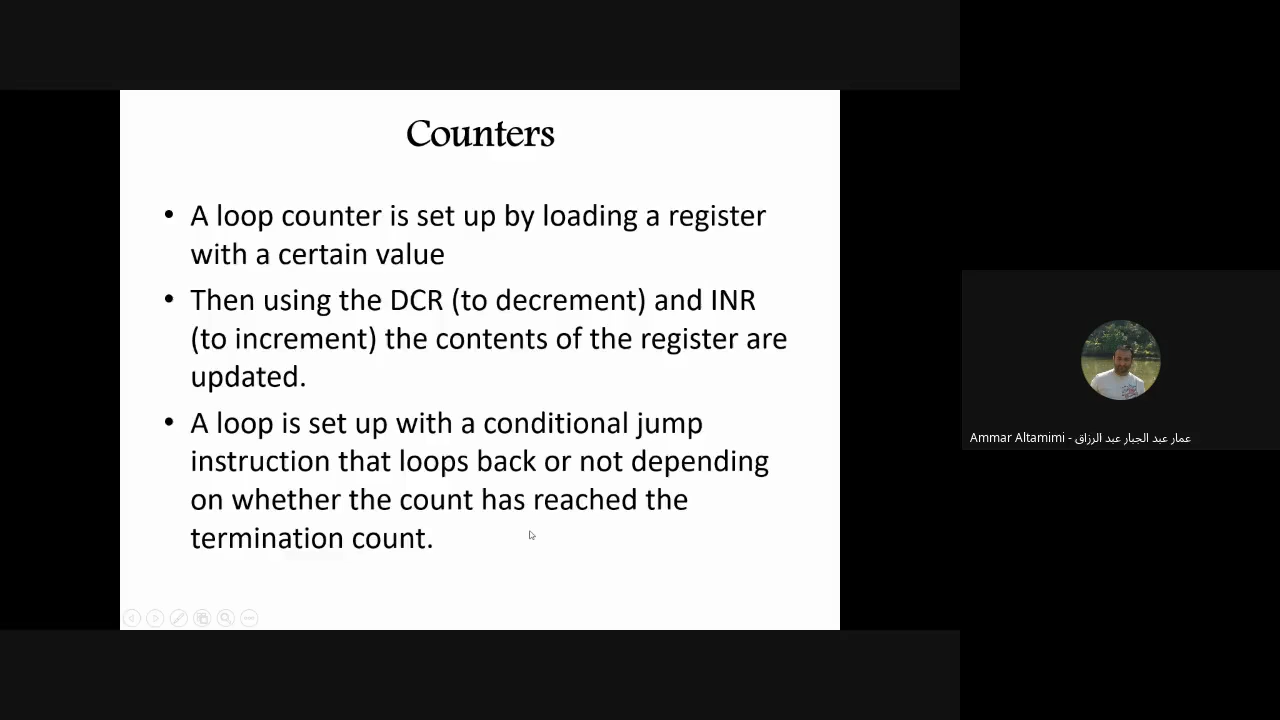 Counters
• A loop counter is set up by loading a register
with a certain value
• Then using the DCR (to decrement) and INR
(to increment) the contents of the register are
updated.
• A loop is set up with a conditional jump
instruction that loops back or not depending
on whether the count has reached the
termination count.
Ammar Altamimi - عمار عبد الجبار عبد الرزاق